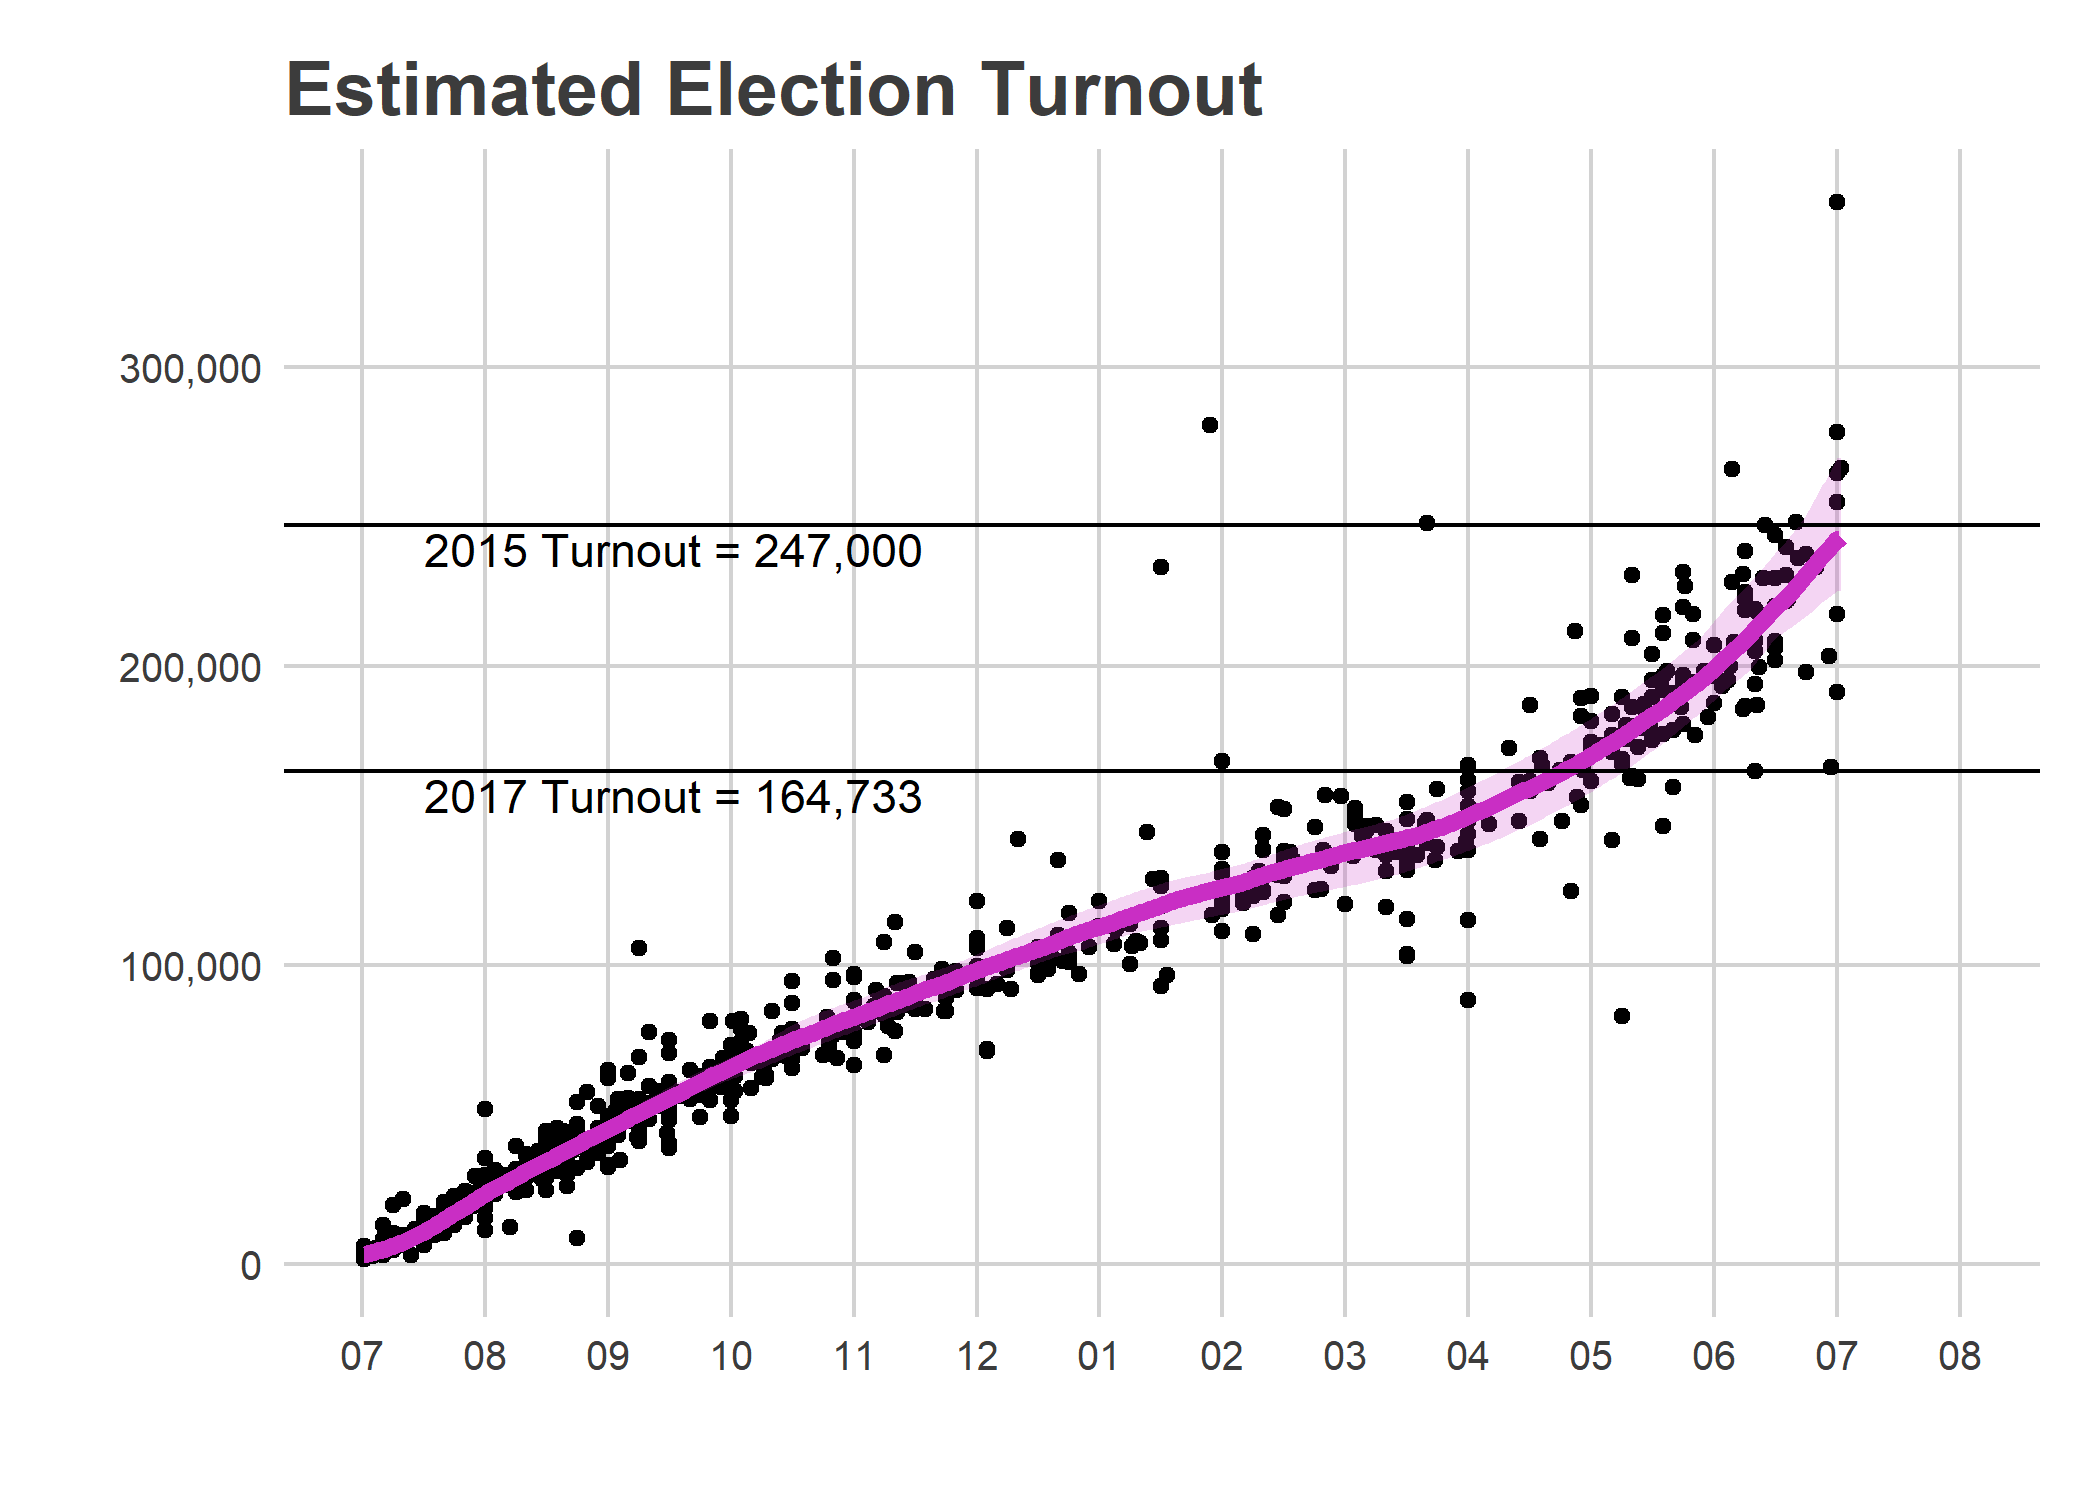 Estimated Election Turnout
300,000
2015 Turnout = 247,000
200,000
2017 Turnout = 164,733
100,000
0
07 08 09 10 11 12 01 02 03 04 05 06 07 08